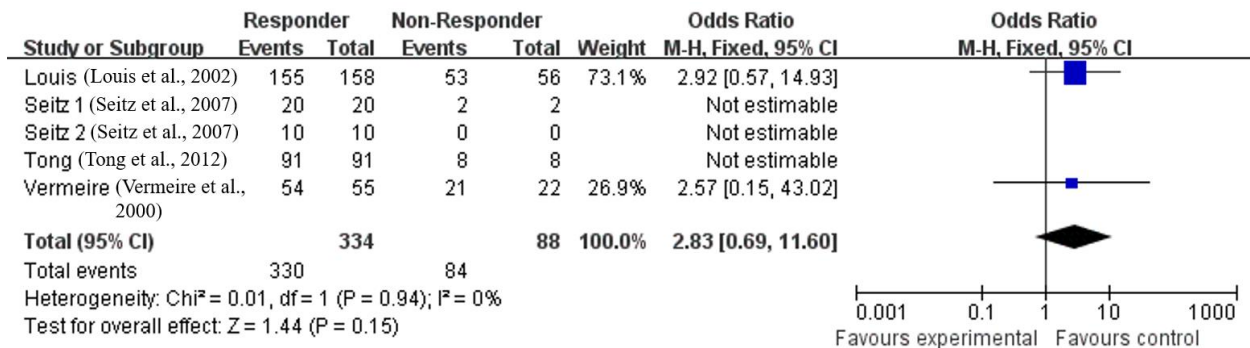 Responder Non-Responder Odds Ratio Odds Ratio
Study or Subgroup Events Total Events Total Weight M-H, Fixed, 95% CI M-H, Fixed, 95% CI
Louis (Louis et al., 2002) 155 158 53 56 73.1% 2.92 [0.57, 14.93]
Seitz 1 (Seitz et al., 2007) 20 20 2 2 Not estimable
Seitz 2 (Seitz et al., 2007) 10 10 0 0 Not estimable
Tong (Tong et al., 2012) 91 91 8 8 Not estimable
Vermeire (Vermeire et al., 54 55 21 22 26.9% 2.57 [0.15, 43.02]
2000)
Total (95% CI) 334 88 100.0% 2.83 [0.69, 11.60]
Total events 330 84
Heterogeneity: Chi² = 0.01, df = 1 (P = 0.94); I² = 0%
Test for overall effect: Z = 1.44 (P = 0.15)
0.001 0.1 1 10 1000
Favours experimental Favours control